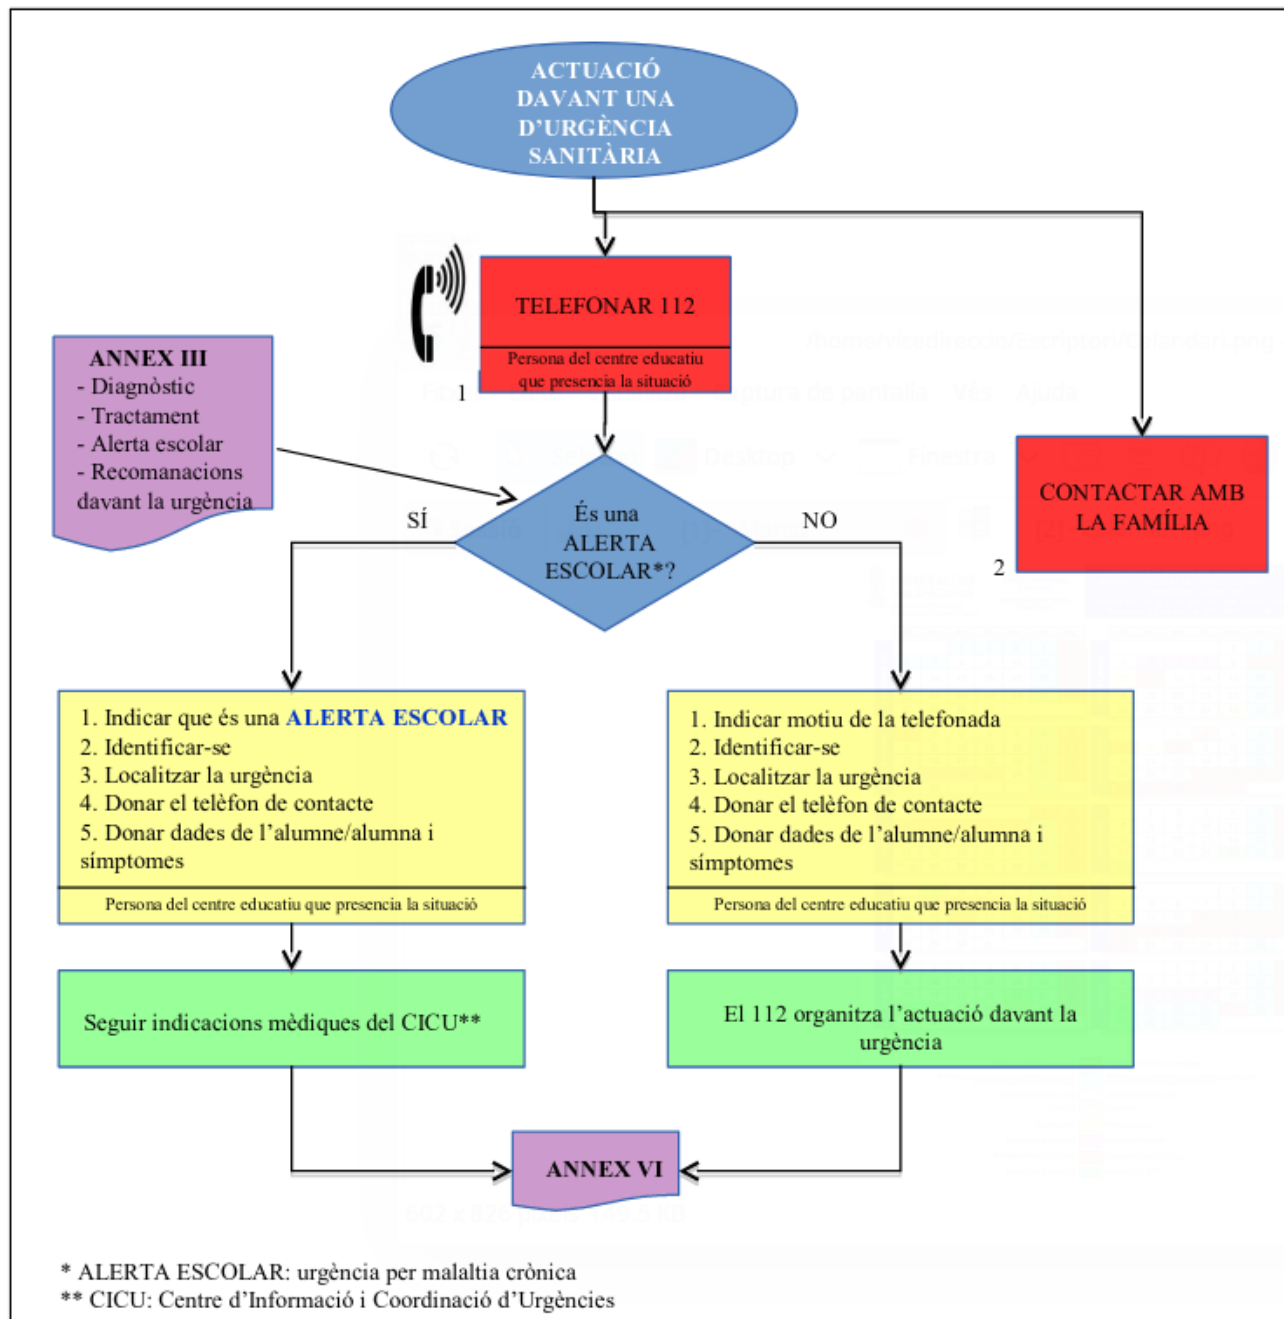 ACTUACIÓ
DAVANT UNA
D'URGÈNCIA
SANITÀRIA
TELEFONAR 112
Persona del centre educatiu
que presencia la situació
1
ANNEX III
- Diagnòstic
- Tractament
- Alerta escolar
- Recomanacions
davant la urgència
CONTACTAR AMB
LA FAMÍLIA
2
SÍ
És una
ALERTA
ESCOLAR*?
NO
1. Indicar que és una ALERTA ESCOLAR
2. Identificar-se
3. Localitzar la urgència
4. Donar el telèfon de contacte
5. Donar dades de l'alumne/alumna i
símptomes
Persona del centre educatiu que presencia la situació
1. Indicar motiu de la telefonada
2. Identificar-se
3. Localitzar la urgència
4. Donar el telèfon de contacte
5. Donar dades de l'alumne/alumna i
símptomes
Persona del centre educatiu que presencia la situació
Seguir indicacions mèdiques del CICU**
El 112 organitza l'actuació davant la
urgència
ANNEX VI
* ALERTA ESCOLAR: urgència per malaltia crònica
** CICU: Centre d'Informació i Coordinació d'Urgències